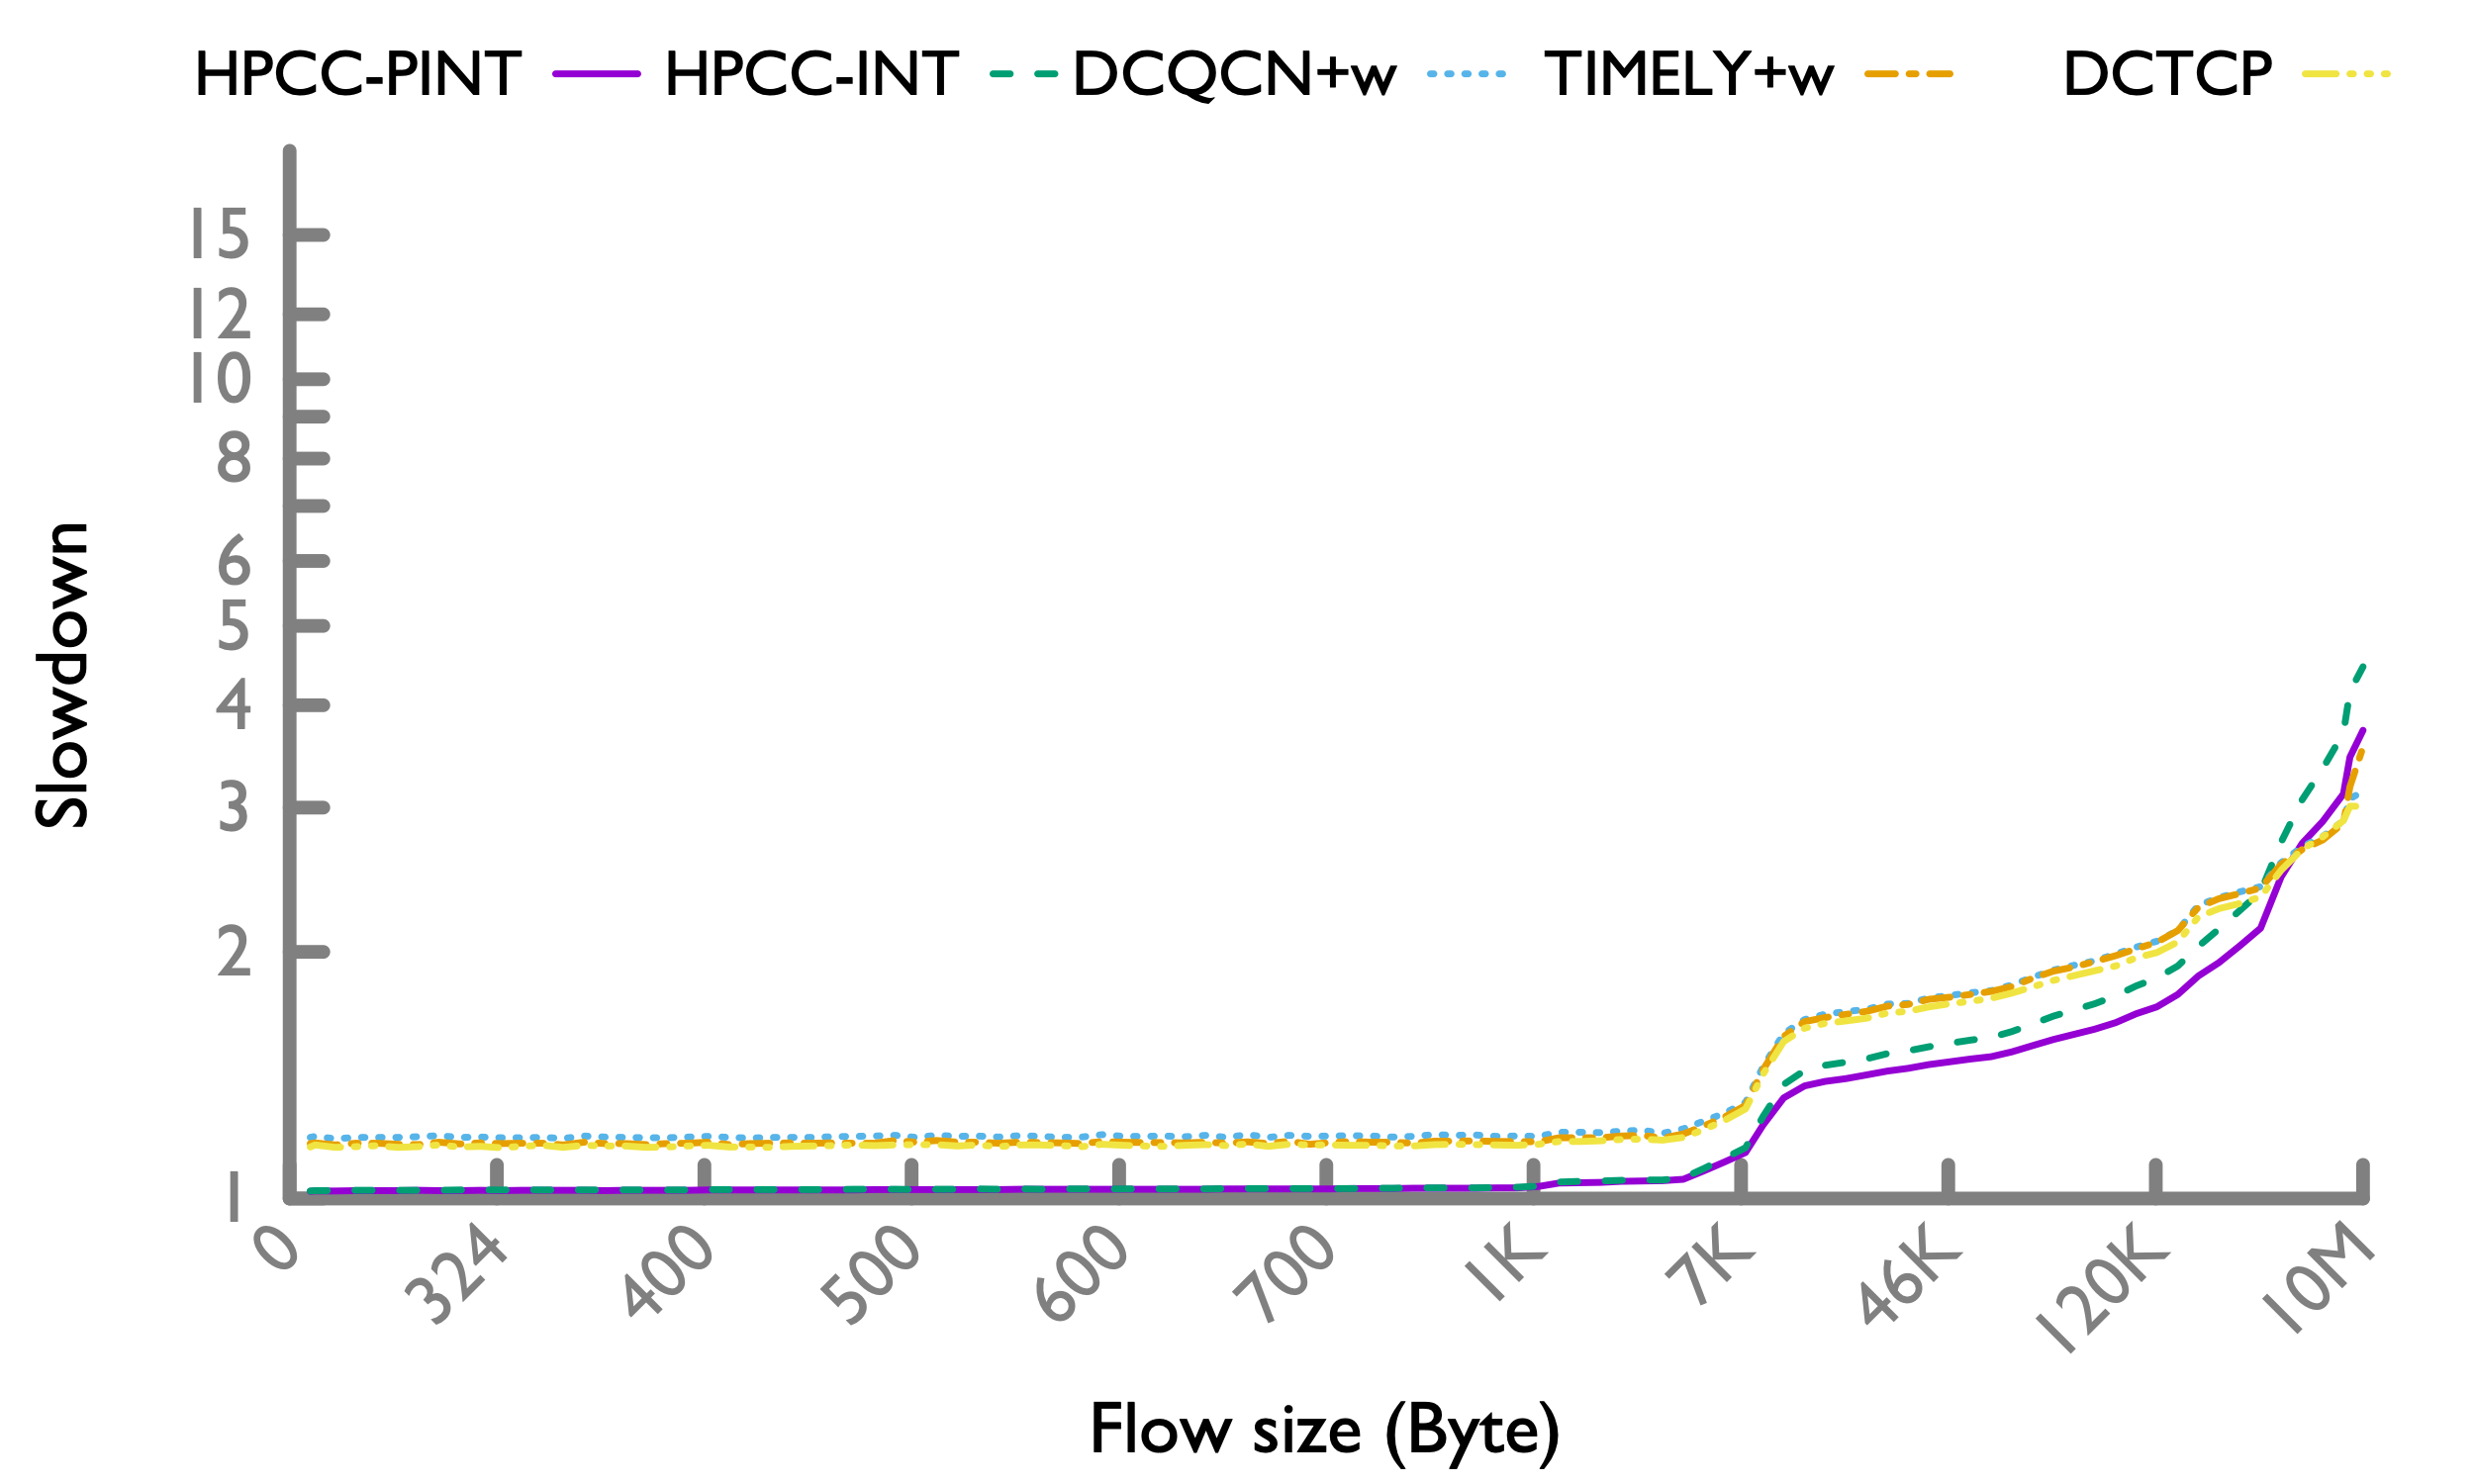 HPCC-PINT HPCC-INT DCQCN+w TIMELY+w DCTCP
15
12
10
8
6
5
4
3
2
1
Slowdown
0 324 400 500 600 700 1K 7K 46K 120K 10M
Flow size (Byte)